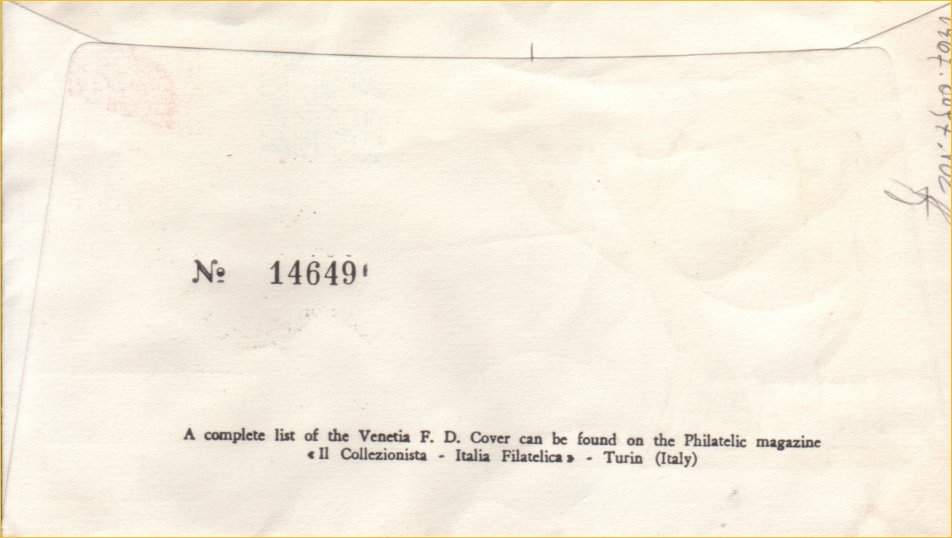 № 14649
A complete list of the Venetia F. D. Cover can be found on the Philatelic magazine
«Il Collezionista - Italia Filatelica» - Turin (Italy)